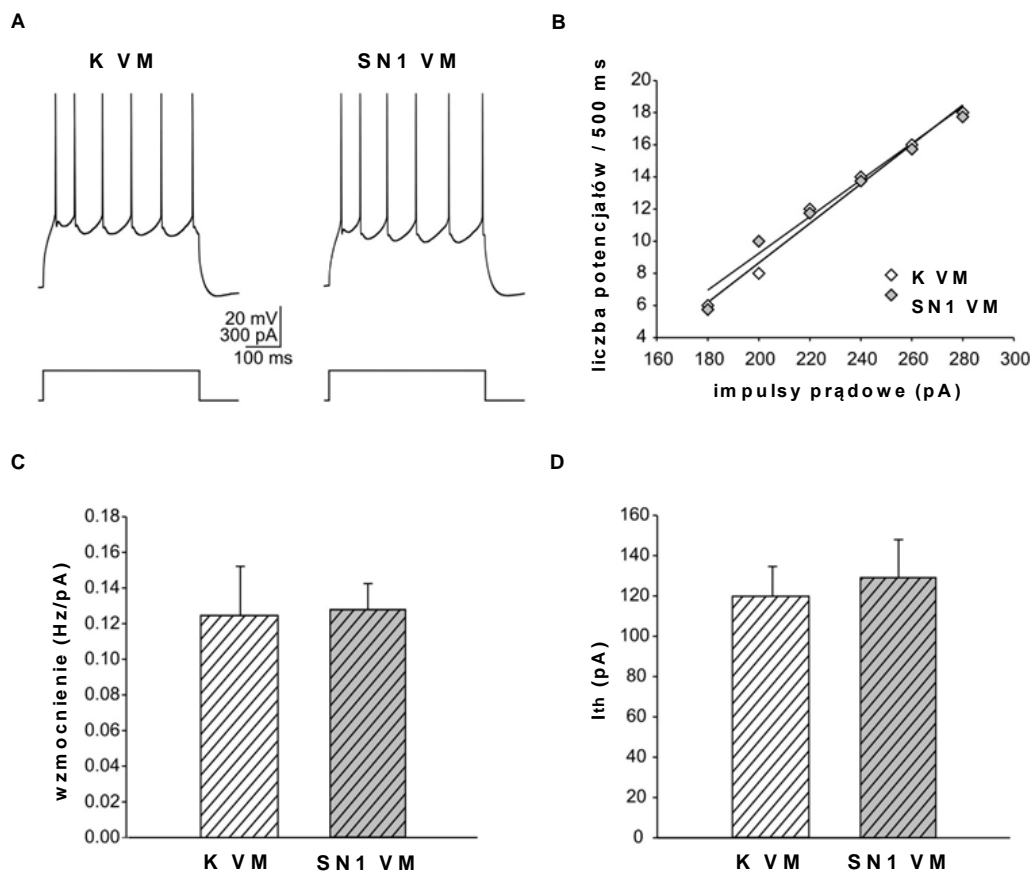 A
K VM
SN1 VM
20 mV
300 pA
100 ms
B
liczba potencjałów / 500 ms
20
18
16
14
12
10
8
6
4
160 180 200 220 240 260 280 300
impulsy prądowe (pA)
K VM
SN1 VM
C
wzmocnienie (Hz/pA)
0.18
0.16
0.14
0.12
0.10
0.08
0.06
0.04
0.02
0.00
K VM SN1 VM
D
Ith (pA)
160
140
120
100
80
60
40
20
0
K VM SN1 VM